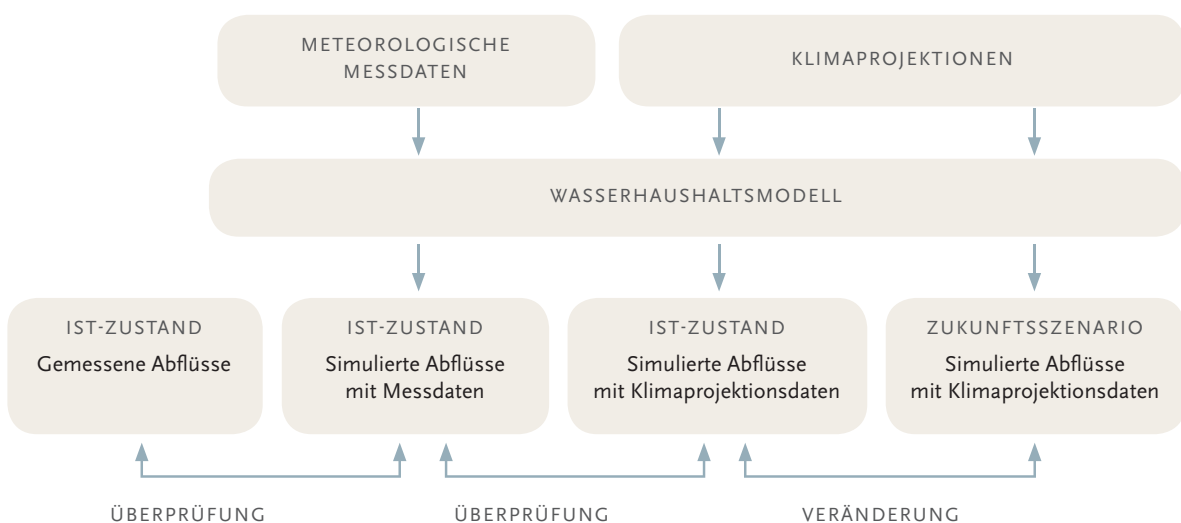 METEOROLOGISCHE
MESSDATEN
KLIMAPROJEKTIONEN
WASSERHAUSHALTSMODELL
IST-ZUSTAND
Gemessene Abflüsse
IST-ZUSTAND
Simulierte Abflüsse
mit Messdaten
IST-ZUSTAND
Simulierte Abflüsse
mit Klimaprojektionsdaten
ZUKUNFTSSZENARIO
Simulierte Abflüsse
mit Klimaprojektionsdaten
ÜBERPRÜFUNG
ÜBERPRÜFUNG
VERÄNDERUNG